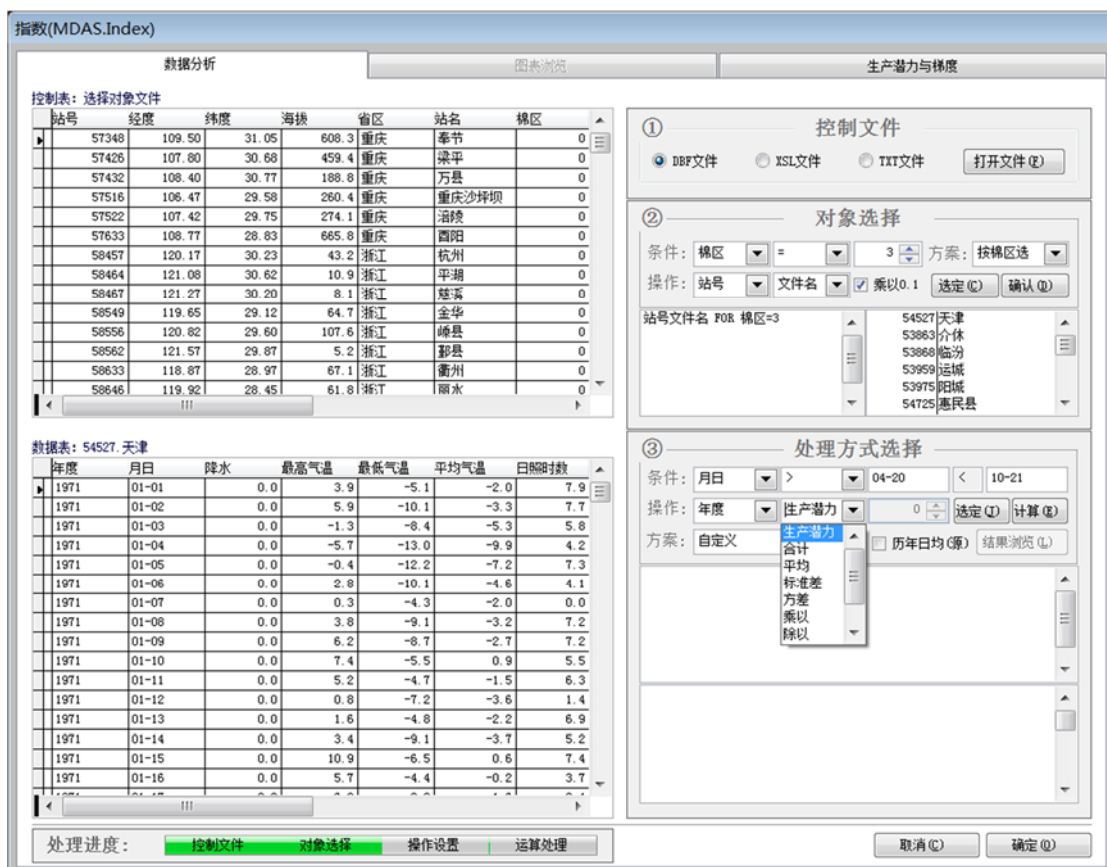 指数(MDAS.Index)
数据分析 图表浏览 生产潜力与梯度
控制表: 选择对象文件
站号 经度 纬度 海拔 省区 站名 棉区
57348 109.50 31.05 608.3 重庆 奉节 0
57426 107.80 30.68 459.4 重庆 梁平 0
57432 108.40 30.77 188.8 重庆 万县 0
57516 106.47 29.58 260.4 重庆 重庆沙坪坝 0
57522 107.42 29.75 274.1 重庆 涪陵 0
57633 108.77 28.83 665.8 重庆 酉阳 0
58457 120.17 30.23 43.2 浙江 杭州 0
58464 121.08 30.62 10.9 浙江 平湖 0
58467 121.27 30.20 8.1 浙江 慈溪 0
58549 119.65 29.12 64.7 浙江 金华 0
58556 120.82 29.60 107.6 浙江 嵊县 0
58562 121.57 29.87 5.2 浙江 鄞县 0
58633 118.87 28.97 67.1 浙江 衢州 0
58646 119.92 28.45 61.8 浙江 丽水 0
数据表: 54527.天津
年度 月日 降水 最高气温 最低气温 平均气温 日照时数
1971 01-01 0.0 3.9 -5.1 -2.0 7.9
1971 01-02 0.0 5.9 -10.1 -3.3 7.7
1971 01-03 0.0 -1.3 -8.4 -5.3 5.8
1971 01-04 0.0 -5.7 -13.0 -9.9 4.2
1971 01-05 0.0 -0.4 -12.2 -7.2 7.3
1971 01-06 0.0 2.8 -10.1 -4.6 4.1
1971 01-07 0.0 0.3 -4.3 -2.0 0.0
1971 01-08 0.0 3.8 -9.1 -3.2 7.2
1971 01-09 0.0 6.2 -8.7 -2.7 7.2
1971 01-10 0.0 7.4 -5.5 0.9 5.5
1971 01-11 0.0 5.2 -4.7 -1.5 6.3
1971 01-12 0.0 0.8 -7.2 -3.6 1.4
1971 01-13 0.0 1.6 -4.8 -2.2 6.9
1971 01-14 0.0 3.4 -9.1 -3.7 5.2
1971 01-15 0.0 10.9 -6.5 0.6 7.4
1971 01-16 0.0 5.7 -4.4 -0.2 3.7
① 控制文件
DBF文件 XSL文件 TXT文件 打开文件(F)
② 对象选择
条件: 棉区 = 3 方案: 按棉区选
操作: 站号 文件名 乘以0.1 选定(C) 确认(D)
站号文件名 FOR 棉区=3
54527 天津
53863 介休
53868 临汾
53959 运城
53975 阳城
54725 惠民县
③ 处理方式选择
条件: 月日 > 04-20 < 10-21
操作: 年度 生产潜力 0 选定(T) 计算(E)
方案: 自定义 历年日均(源) 结果浏览(L)
生产潜力
合计
平均
标准差
方差
乘以
除以
处理进度: 控制文件 对象选择 操作设置 运算处理
取消(C) 确定(O)